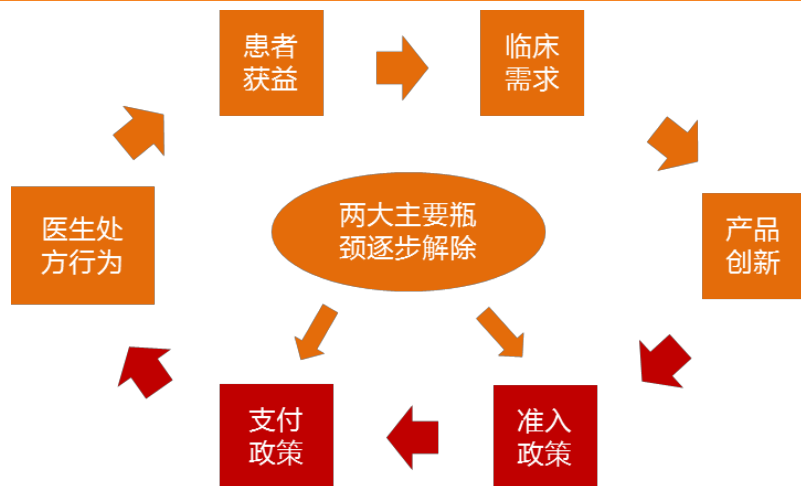 患者
获益
临床
需求
医生处
方行为
两大主要瓶
颈逐步解除
产品
创新
支付
政策
准入
政策